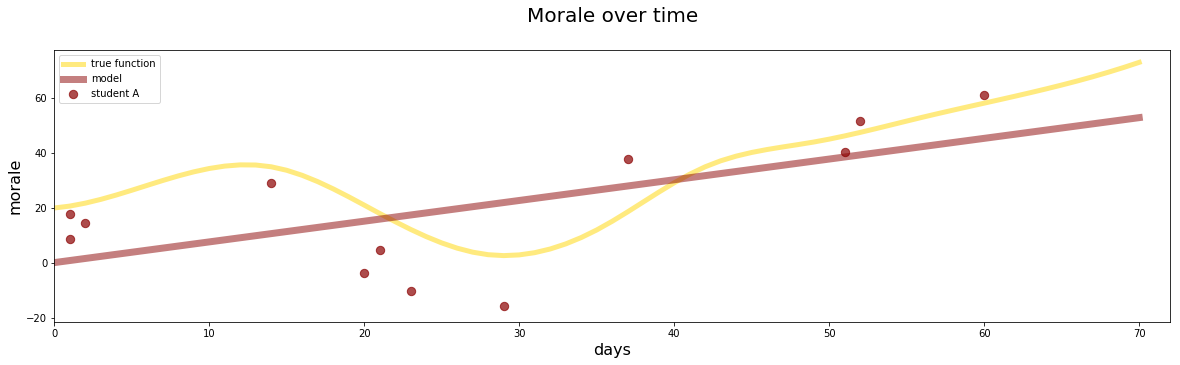 Morale over time
true function
model
student A
morale
60
40
20
0
−20
0 10 20 30 40 50 60 70
days